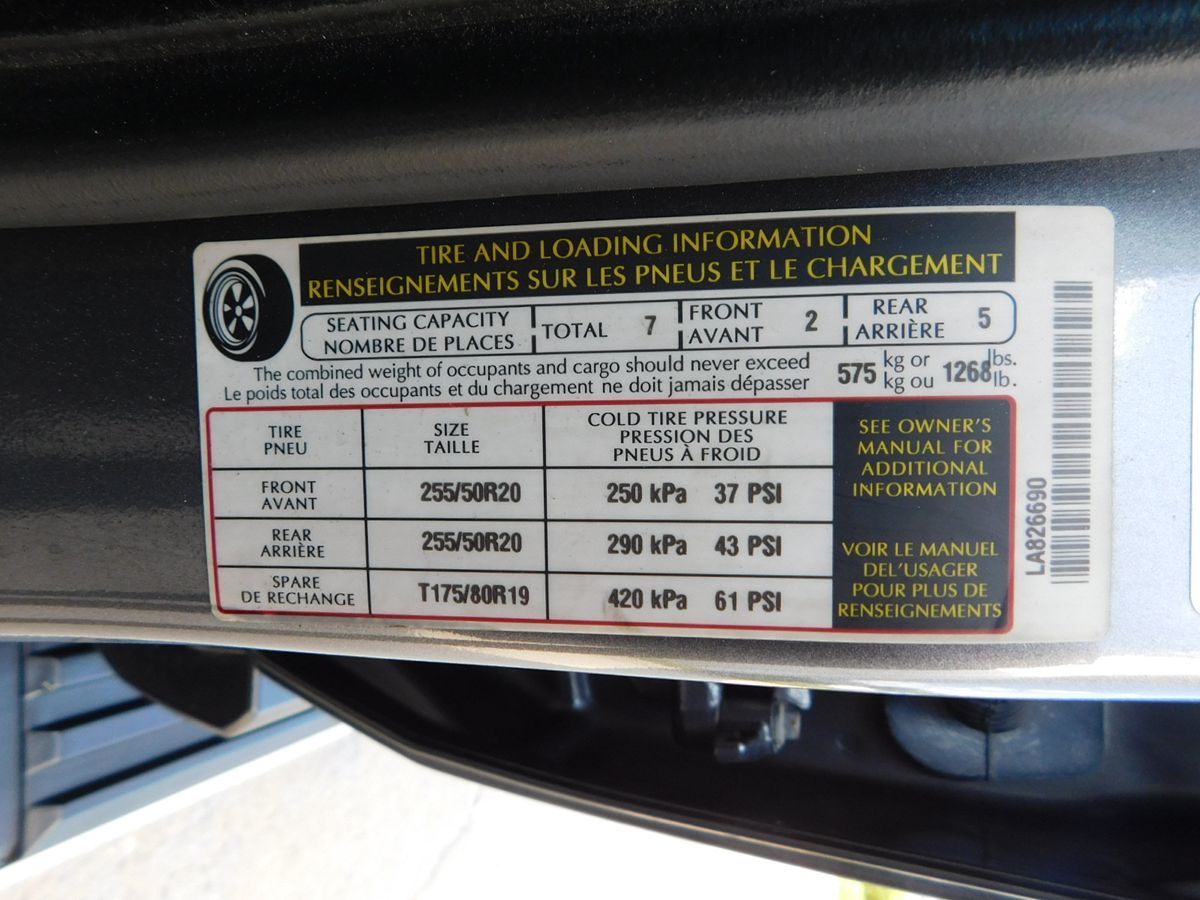 TIRE AND LOADING INFORMATION
RENSEIGNEMENTS SUR LES PNEUS ET LE CHARGEMENT
SEATING CAPACITY
NOMBRE DE PLACES
TOTAL 7
FRONT
AVANT
2
REAR
ARRIÈRE
5
The combined weight of occupants and cargo should never exceed
Le poids total des occupants et du chargement ne doit jamais dépasser
575 kg or 1268 lbs.
kg ou lb.
TIRE
PNEU
SIZE
TAILLE
COLD TIRE PRESSURE
PRESSION DES
PNEUS À FROID
FRONT
AVANT
255/50R20
250 kPa 37 PSI
REAR
ARRIÈRE
255/50R20
290 kPa 43 PSI
SPARE
DE RECHANGE
T175/80R19
420 kPa 61 PSI
SEE OWNER'S
MANUAL FOR
ADDITIONAL
INFORMATION
VOIR LE MANUEL
DEL'USAGER
POUR PLUS DE
RENSEIGNEMENTS
LA826690